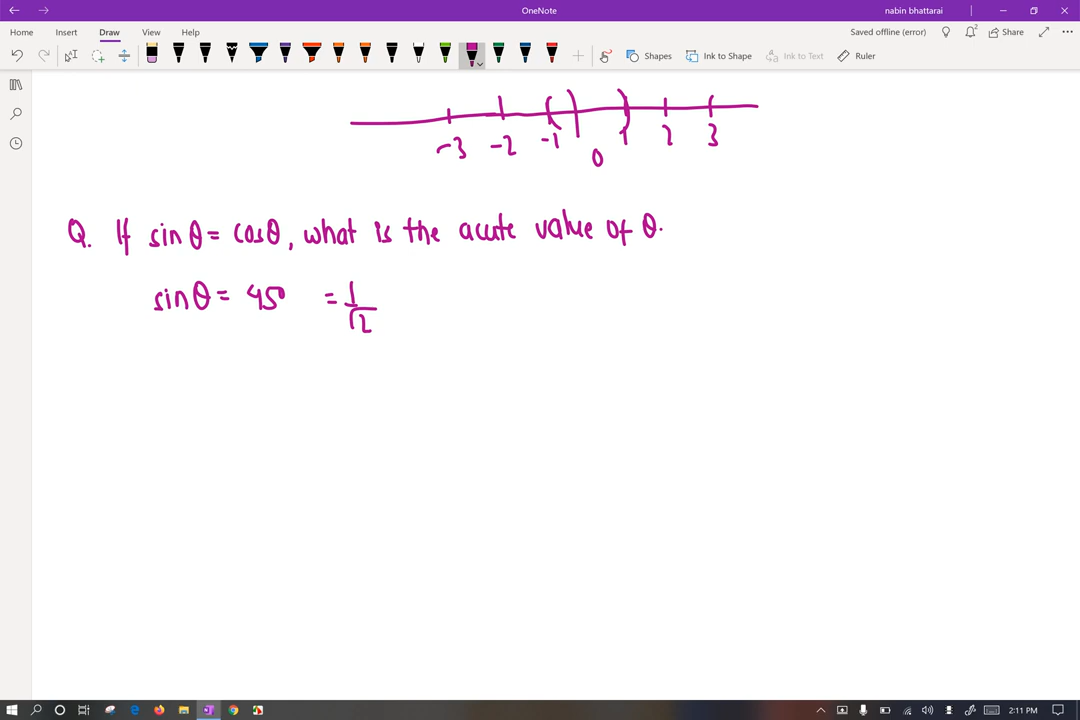 OneNote
nabin bhattarai
Home Insert Draw View Help
Saved offline (error) Share
Shapes Ink to Shape Ink to Text Ruler
-3 -2 -1 0 1 2 3
Q. If sinθ = cosθ, what is the acute value of θ.
sinθ = 45° = 1/√2
2:11 PM